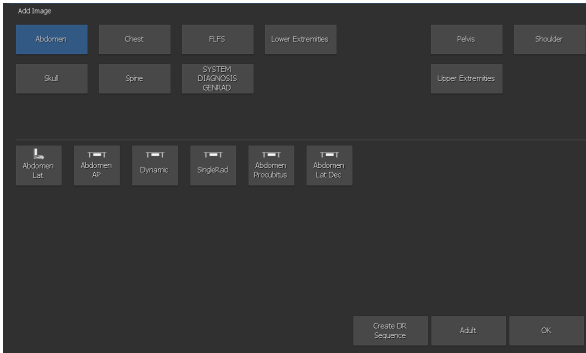 Add Image
Abdomen
Chest
FLFS
Lower Extremities
Pelvis
Shoulder
Skull
Spine
SYSTEM
DIAGNOSIS
GENRAD
Upper Extremities
Abdomen
Lat
Abdomen
AP
Dynamic
SingleRad
Abdomen
Procubitus
Abdomen
Lat Dec
Create DR
Sequence
Adult
OK